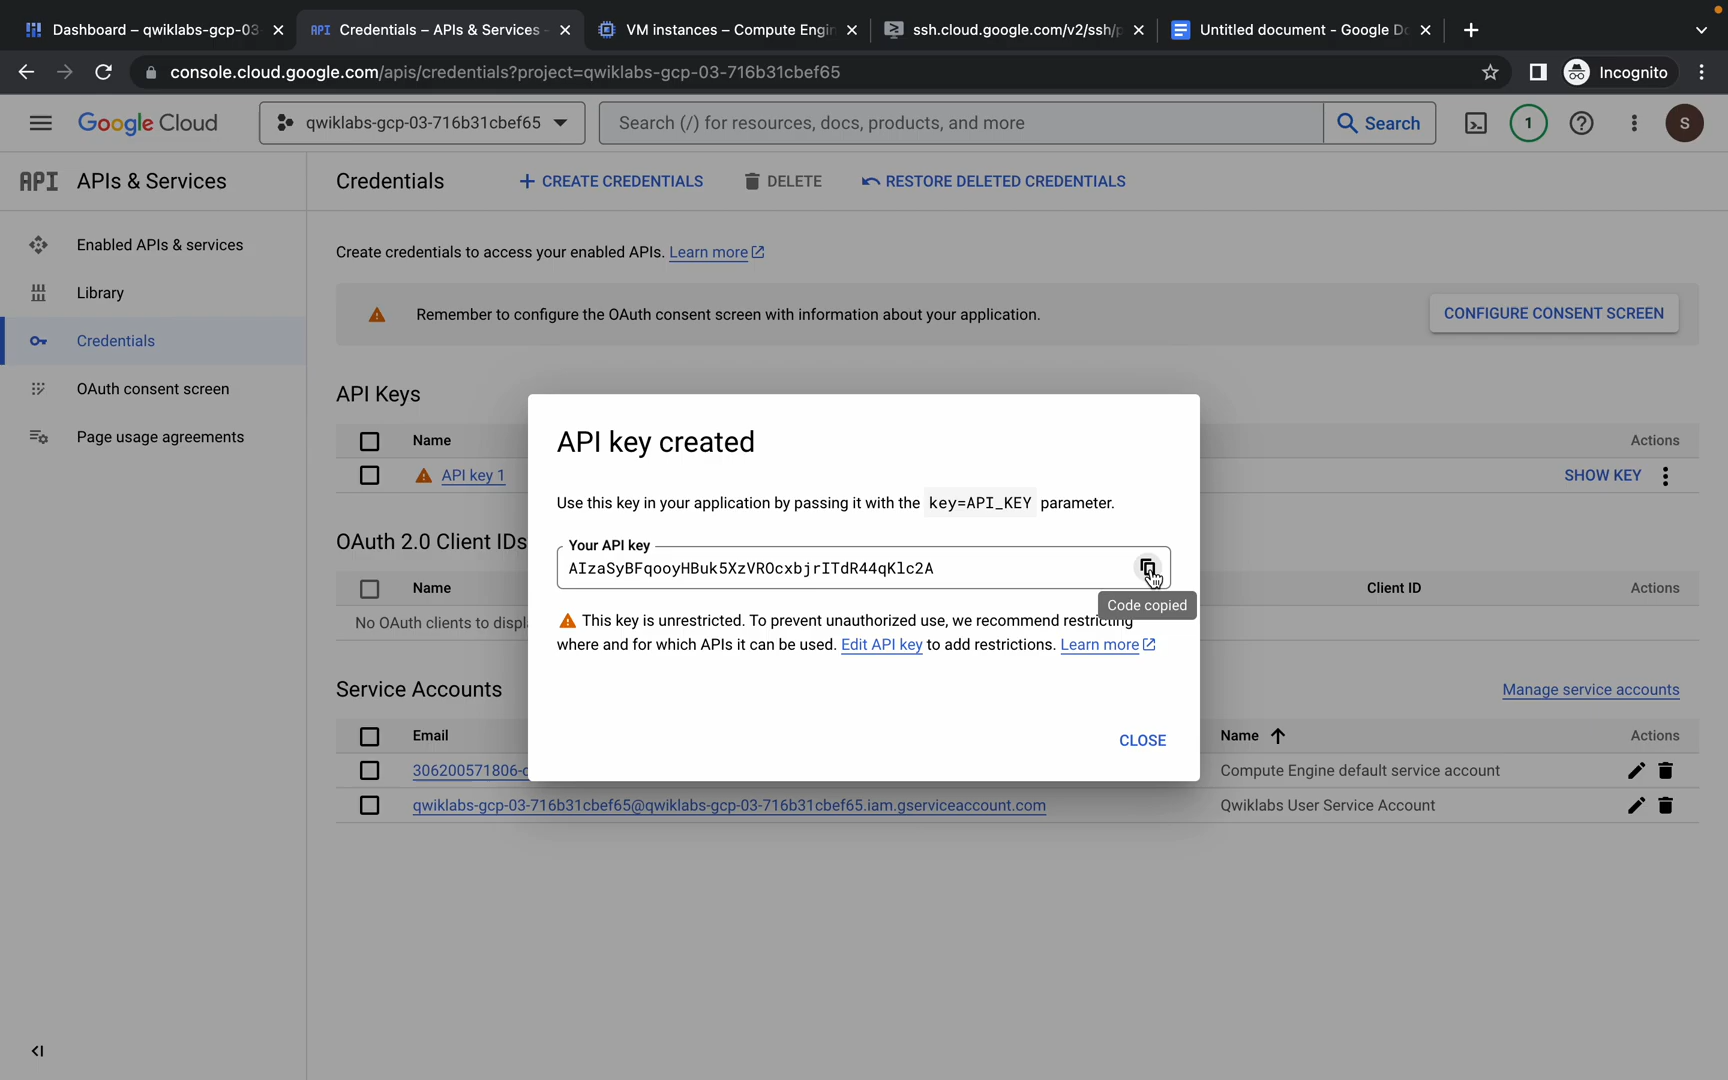 Dashboard – qwiklabs-gcp-03
Credentials – APIs & Services –
VM instances – Compute Engin
ssh.cloud.google.com/v2/ssh/p
Untitled document - Google Do
console.cloud.google.com/apis/credentials?project=qwiklabs-gcp-03-716b31cbef65
Incognito
Google Cloud
qwiklabs-gcp-03-716b31cbef65
Search (/) for resources, docs, products, and more
Search
1
S
API APIs & Services
Credentials
+ CREATE CREDENTIALS
DELETE
RESTORE DELETED CREDENTIALS
Enabled APIs & services
Library
Credentials
OAuth consent screen
Page usage agreements
Create credentials to access your enabled APIs. Learn more
Remember to configure the OAuth consent screen with information about your application.
CONFIGURE CONSENT SCREEN
API Keys
Name
Actions
API key 1
SHOW KEY
OAuth 2.0 Client IDs
Name
Client ID
Actions
No OAuth clients to displ
Service Accounts
Manage service accounts
Email
Name
Actions
306200571806-c
Compute Engine default service account
qwiklabs-gcp-03-716b31cbef65@qwiklabs-gcp-03-716b31cbef65.iam.gserviceaccount.com
Qwiklabs User Service Account
API key created
Use this key in your application by passing it with the key=API_KEY parameter.
Your API key
AIzaSyBFqooyHBuk5XzVROcxbjrITdR44qKlc2A
Code copied
This key is unrestricted. To prevent unauthorized use, we recommend restricting
where and for which APIs it can be used. Edit API key to add restrictions. Learn more
CLOSE